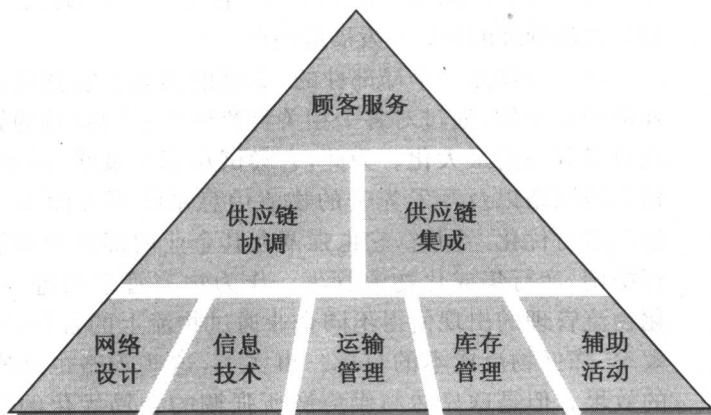 顾客服务
供应链 供应链
协调 集成
网络 信息 运输 库存 辅助
设计 技术 管理 管理 活动